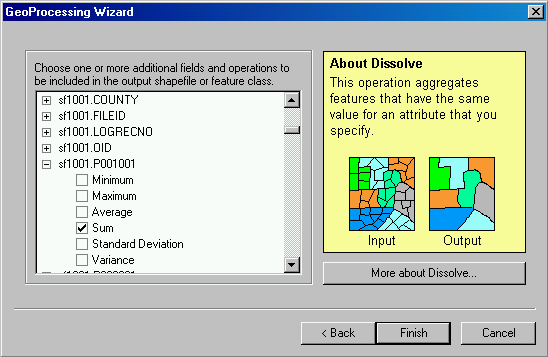 GeoProcessing Wizard
Choose one or more additional fields and operations to
be included in the output shapefile or feature class.
sf1001.COUNTY
sf1001.FILEID
sf1001.LOGRECNO
sf1001.OID
sf1001.P001001
Minimum
Maximum
Average
Sum
Standard Deviation
Variance
About Dissolve
This operation aggregates
features that have the same
value for an attribute that you
specify.
Input
Output
More about Dissolve...
< Back
Finish
Cancel